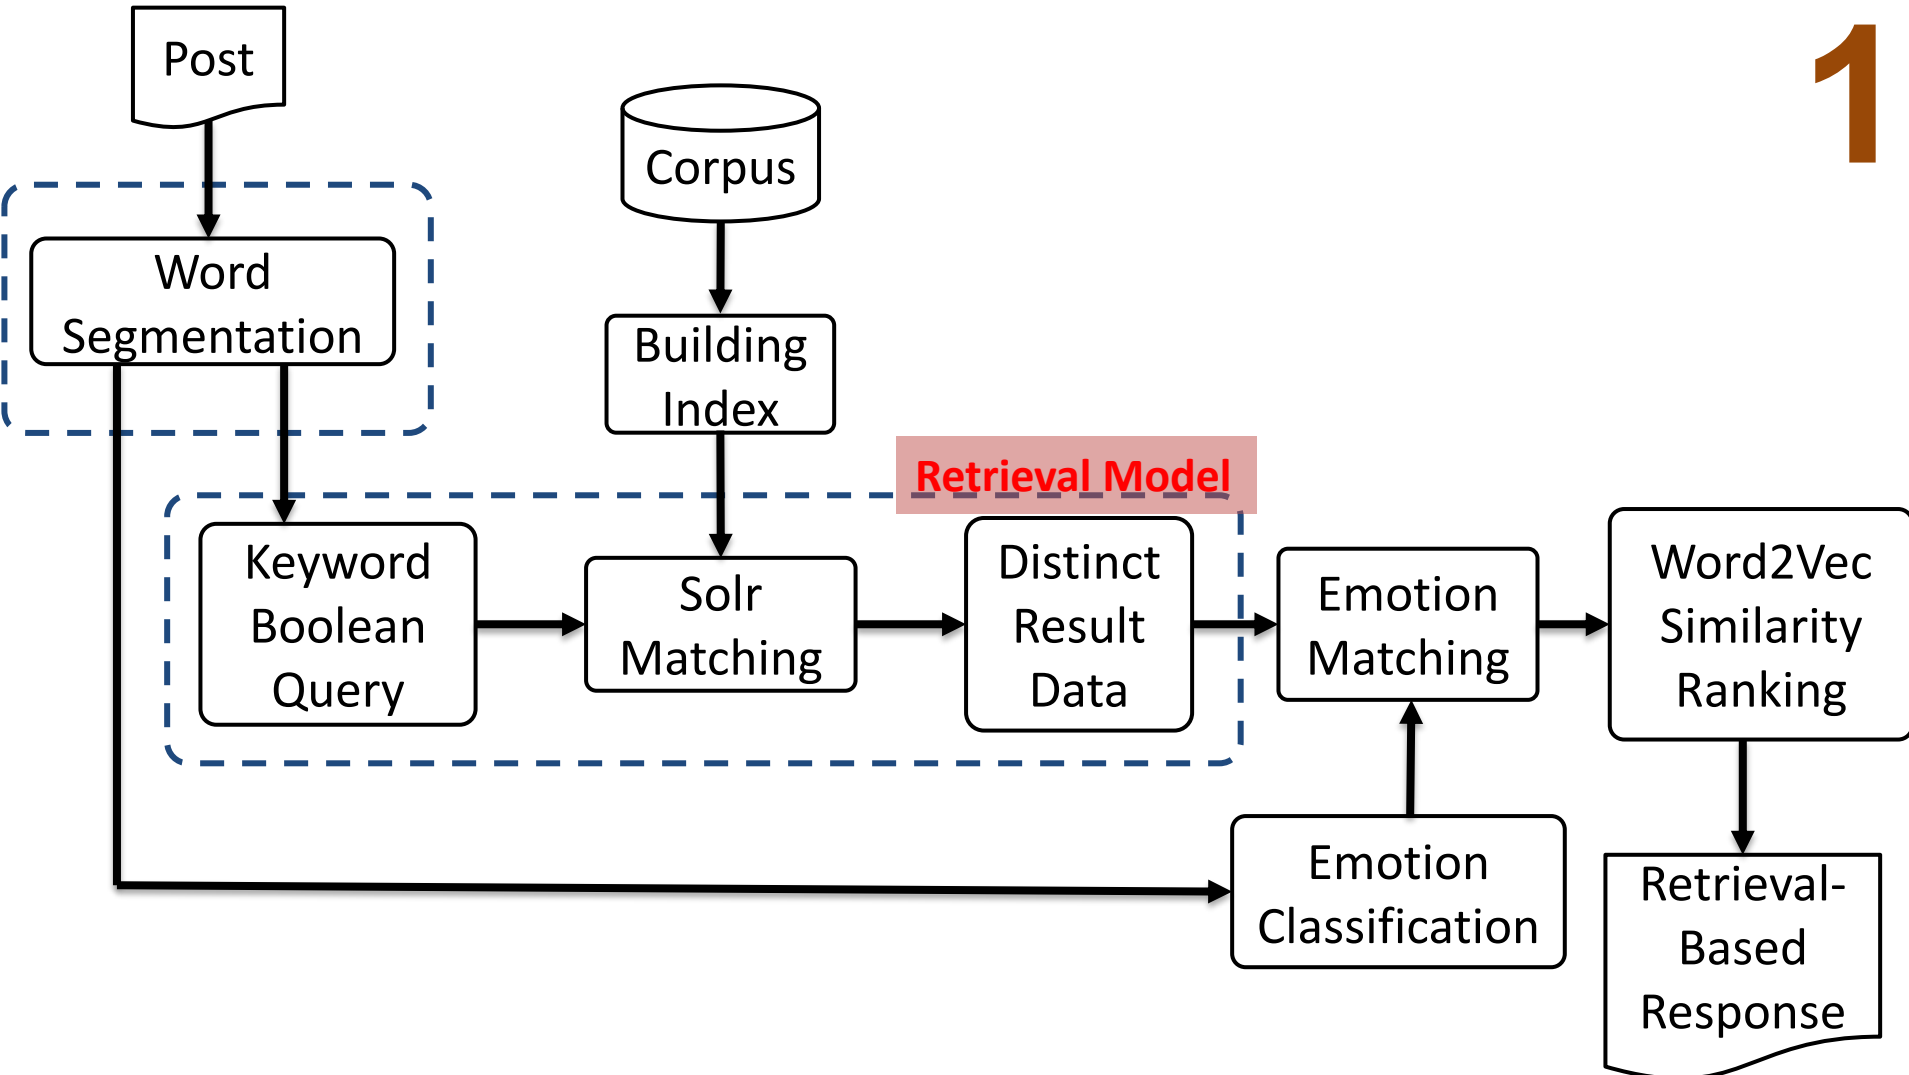 Post
1
Corpus
Word
Segmentation
Building
Index
Retrieval Model
Keyword
Boolean
Query
Solr
Matching
Distinct
Result
Data
Emotion
Matching
Word2Vec
Similarity
Ranking
Emotion
Classification
Retrieval-
Based
Response